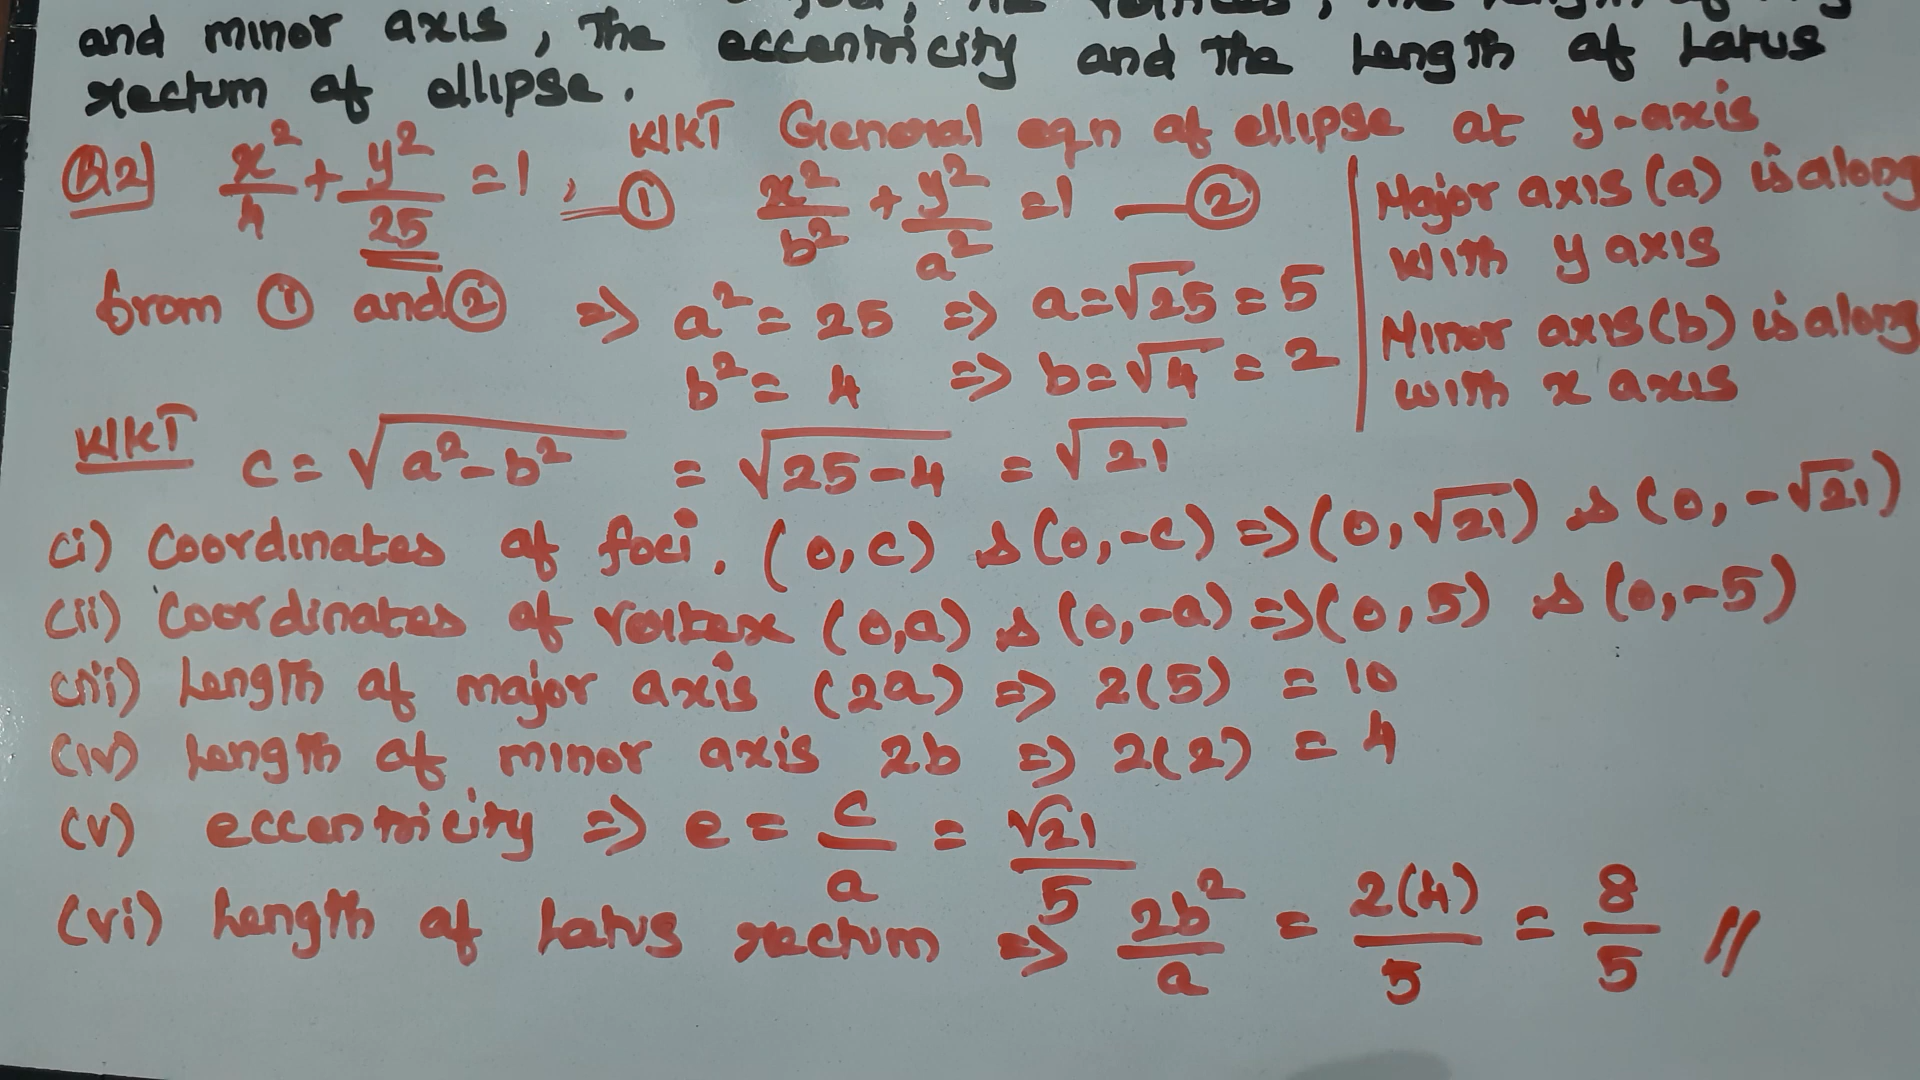 and minor axis, The eccentricity and The Length of Latus
rectum of ellipse.
Q2] x²/4 + y²/25 = 1, —① WKT General eqn of ellipse at y-axis
x²/b² + y²/a² = 1 —②
Major axis (a) is along
with y axis
Minor axis (b) is along
with x axis
from ① and ② => a² = 25 => a = √25 = 5
b² = 4 => b = √4 = 2
WKT c = √(a² - b²) = √(25 - 4) = √21
(i) Coordinates of foci, (0, c) & (0, -c) => (0, √21) & (0, -√21)
(ii) Coordinates of vertex (0, a) & (0, -a) => (0, 5) & (0, -5)
(iii) Length of major axis (2a) => 2(5) = 10
(iv) Length of minor axis 2b => 2(2) = 4
(v) eccentricity => e = c/a = √21/5
(vi) Length of Latus rectum => 2b²/a = 2(4)/5 = 8/5 //